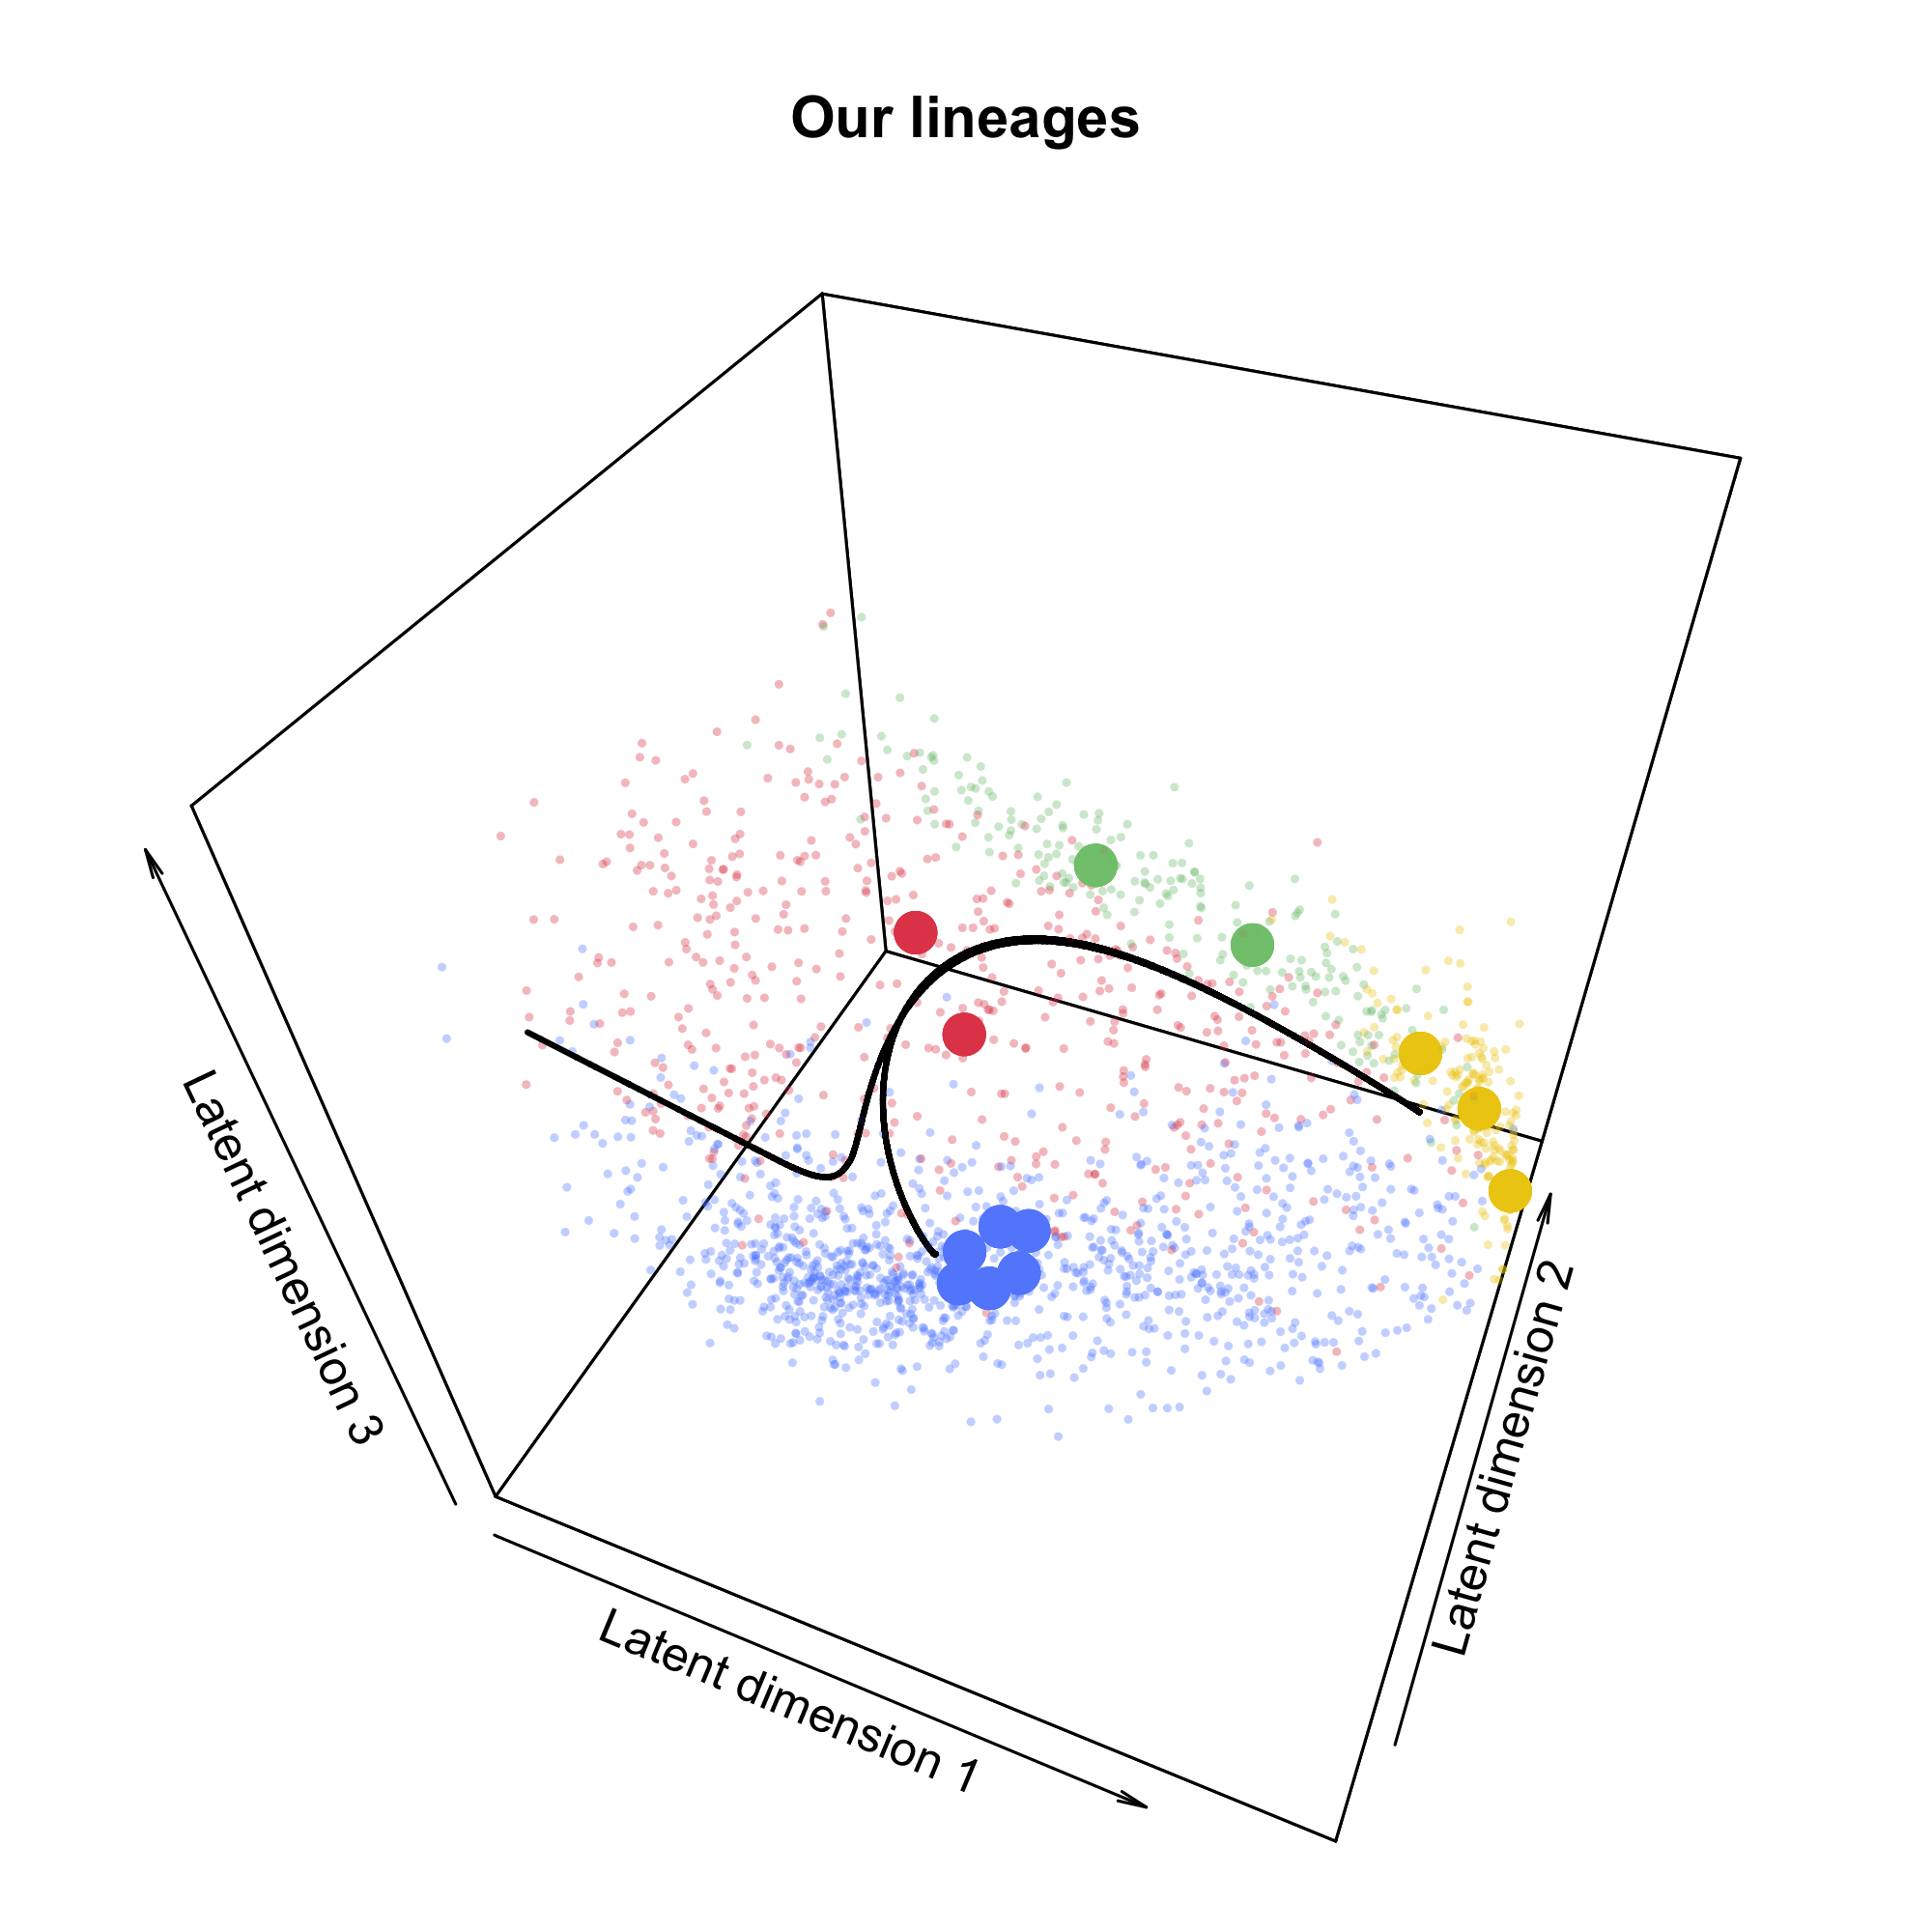 Our lineages
Latent dimension 3
Latent dimension 2
Latent dimension 1